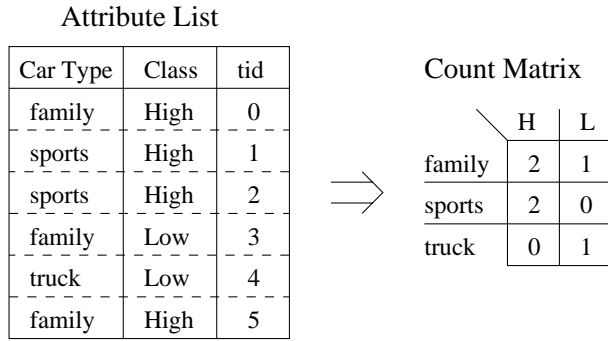 Attribute List
Car Type Class tid
family High 0
sports High 1
sports High 2
family Low 3
truck Low 4
family High 5
Count Matrix
H L
family 2 1
sports 2 0
truck 0 1